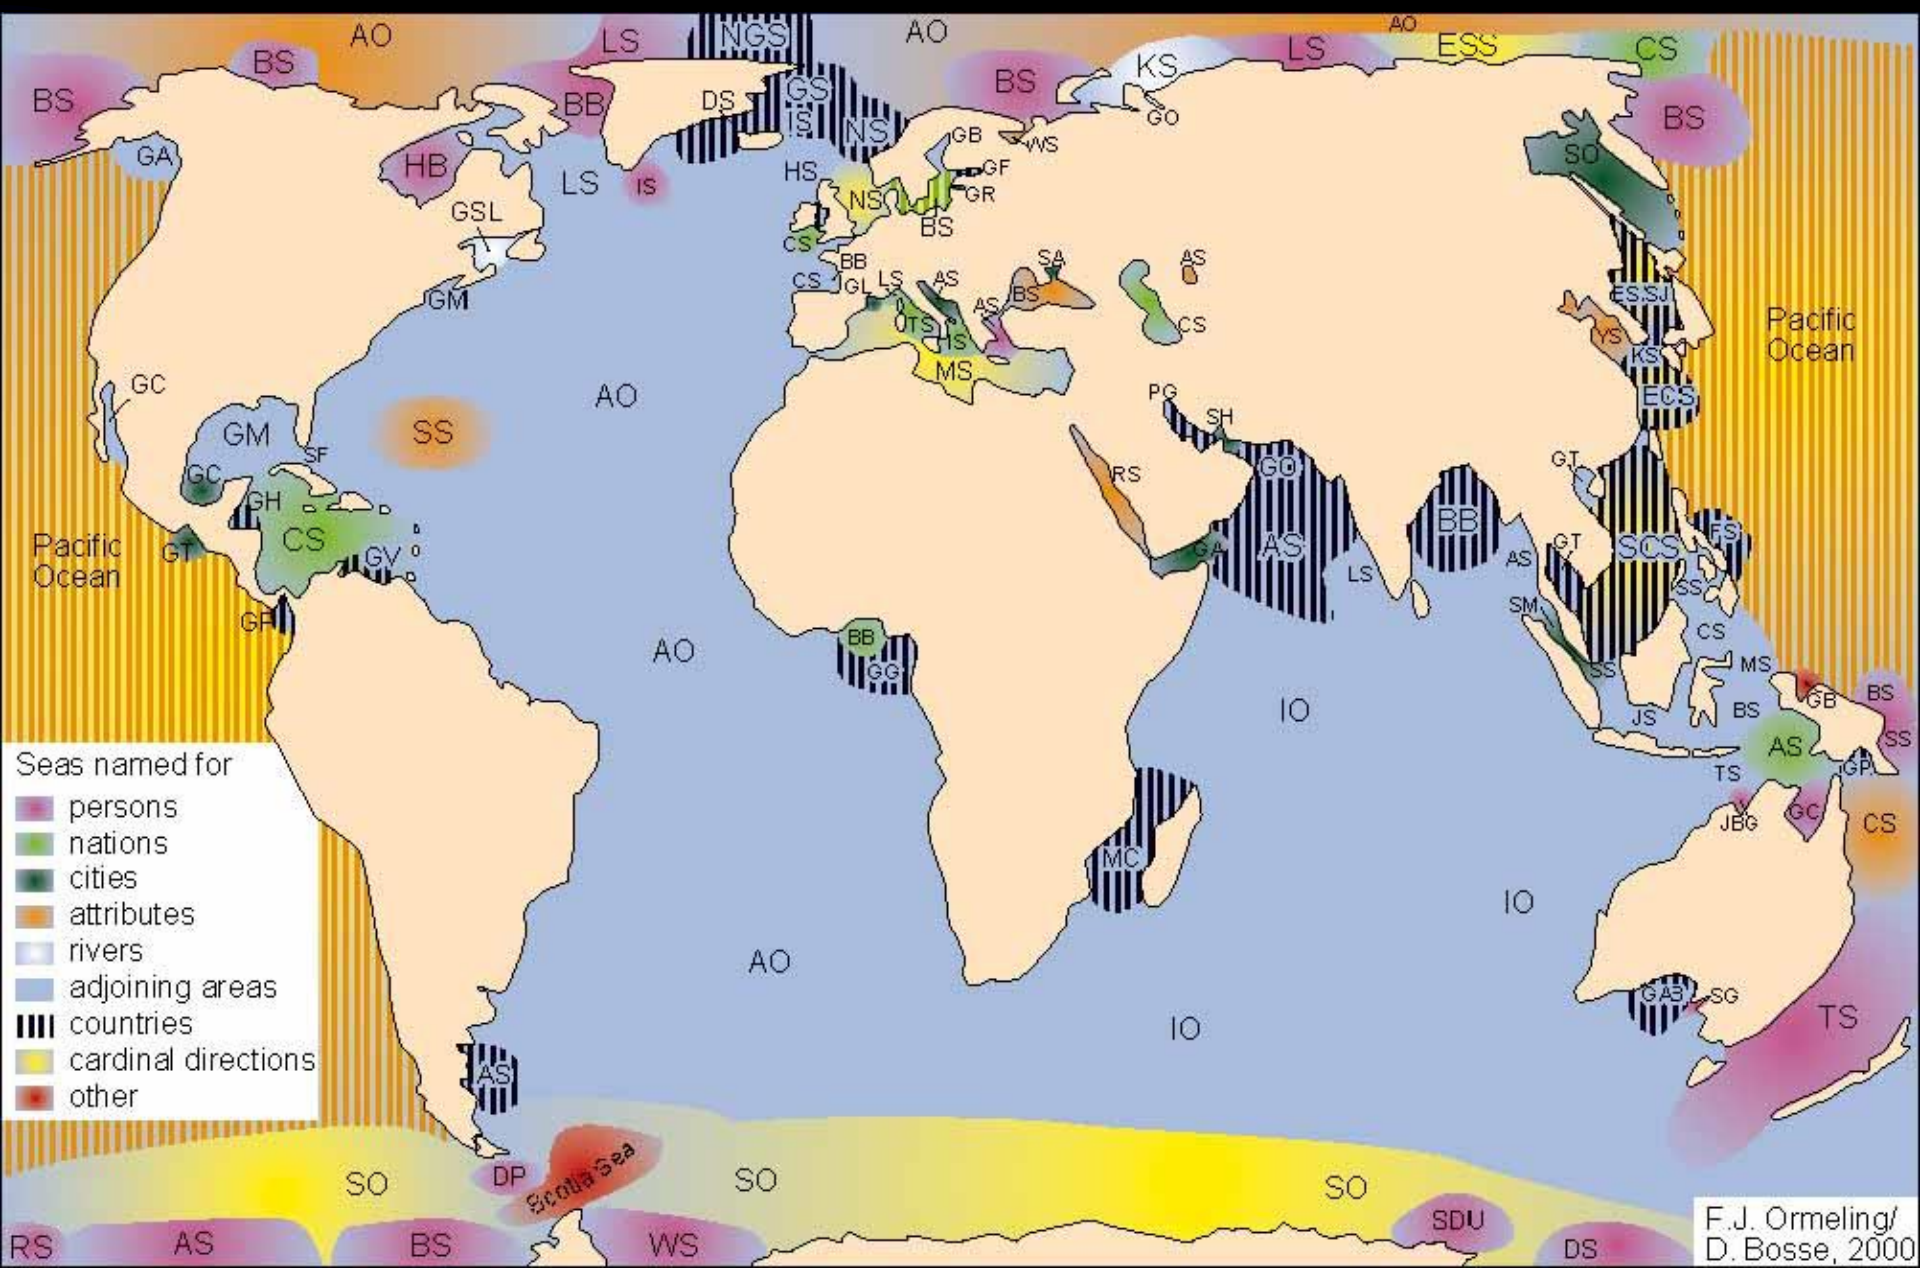 AO
AO
AO
BS
LS
NGS
BS
KS
LS
ESS
CS
BS
BB
DS
GS
IS
NS
BS
GO
BS
GA
HB
LS
IS
HS
GB
WS
GF
GR
NS
BS
SO
GSL
CS
BB
CS
GL
LS
AS
AS
SA
BS
AS
CS
GM
OTS
IS
MS
ES/SJ
YS
KS
ECS
Pacific
Ocean
GC
AO
SS
GM
SF
GC
GH
CS
GV
GT
GP
Pacific
Ocean
PG
SH
RS
GO
GA
AS
LS
BB
AS
GT
GT
SCS
FS
SS
SM
SS
CS
MS
BS
JS
GB
BS
SS
AS
TS
GP
JBG
GC
CS
AO
BB
GG
IO
MC
IO
AO
IO
GAB
SG
TS
AS
Seas named for
persons
nations
cities
attributes
rivers
adjoining areas
countries
cardinal directions
other
SO
DP
Scotia Sea
SO
SO
RS
AS
BS
WS
SDU
DS
F.J. Ormeling/
D. Bosse, 2000